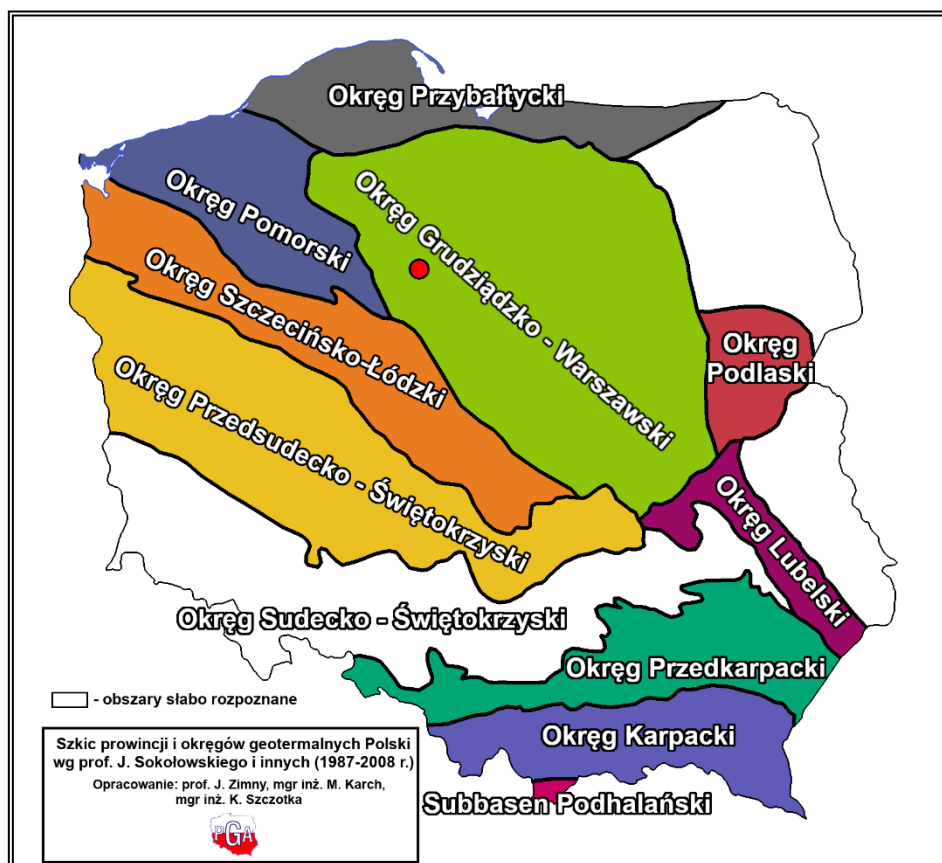 Okręg Przybałtycki
Okręg Pomorski
Okręg Grudziądzko - Warszawski
Okręg Szczecińsko-Łódzki
Okręg
Podlaski
Okręg Przedsudecko - Świętokrzyski
Okręg Lubelski
Okręg Sudecko - Świętokrzyski
Okręg Przedkarpacki
- obszary słabo rozpoznane
Okręg Karpacki
Subbasen Podhalański
Szkic prowincji i okręgów geotermalnych Polski
wg prof. J. Sokołowskiego i innych (1987-2008 r.)
Opracowanie: prof. J. Zimny, mgr inż. M. Karch,
mgr inż. K. Szczotka
PGA